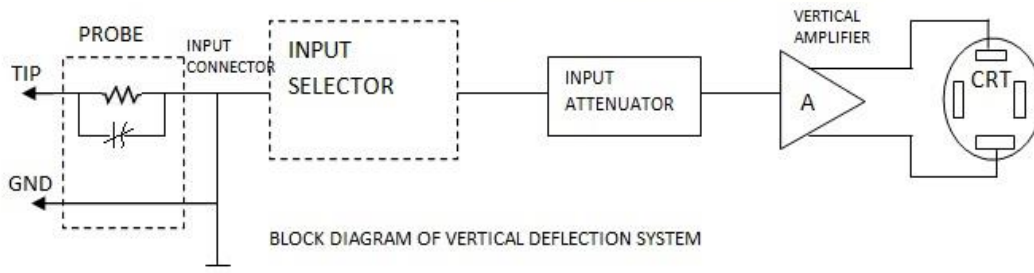 PROBE
TIP
GND
INPUT
CONNECTOR
INPUT
SELECTOR
INPUT
ATTENUATOR
VERTICAL
AMPLIFIER
A
CRT
BLOCK DIAGRAM OF VERTICAL DEFLECTION SYSTEM